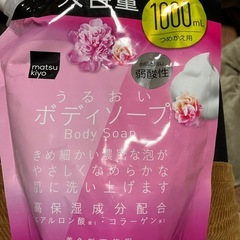 大容量
1000mL
つめかえ用
matsu
kiyo
弱酸性
うるおい
ボディソープ
Body Soap
きめ細かい濃密な泡が
やさしくなめらかな
肌に洗い上げます
高保湿成分配合
ヒアルロン酸 コラーゲン